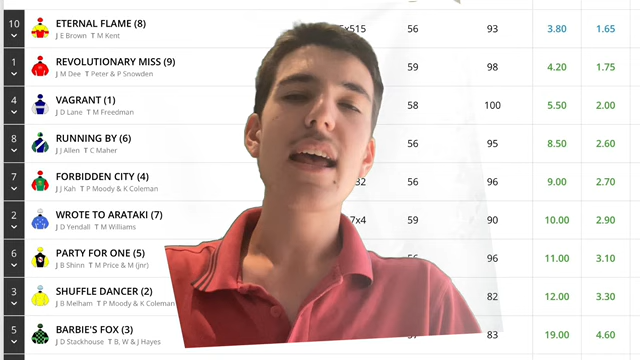 10 ETERNAL FLAME (8) x515 56 93 3.80 1.65
J E Brown T M Kent
1 REVOLUTIONARY MISS (9) 59 98 4.20 1.75
J M Dee T Peter & P Snowden
4 VAGRANT (1) 58 100 5.50 2.00
J D Lane T M Freedman
8 RUNNING BY (6) 56 95 8.50 2.60
J J Allen T C Maher
7 FORBIDDEN CITY (4) 32 56 96 9.00 2.70
J J Kah T P Moody & K Coleman
2 WROTE TO ARATAKI (7) 7x4 59 90 10.00 2.90
J D Yendall T M Williams
6 PARTY FOR ONE (5) 56 96 11.00 3.10
J B Shinn T M Price & M (jnr)
3 SHUFFLE DANCER (2) 82 12.00 3.30
J B Melham T P Moody & K Coleman
5 BARBIE'S FOX (3) 83 19.00 4.60
J D Stackhouse T B, W & J Hayes